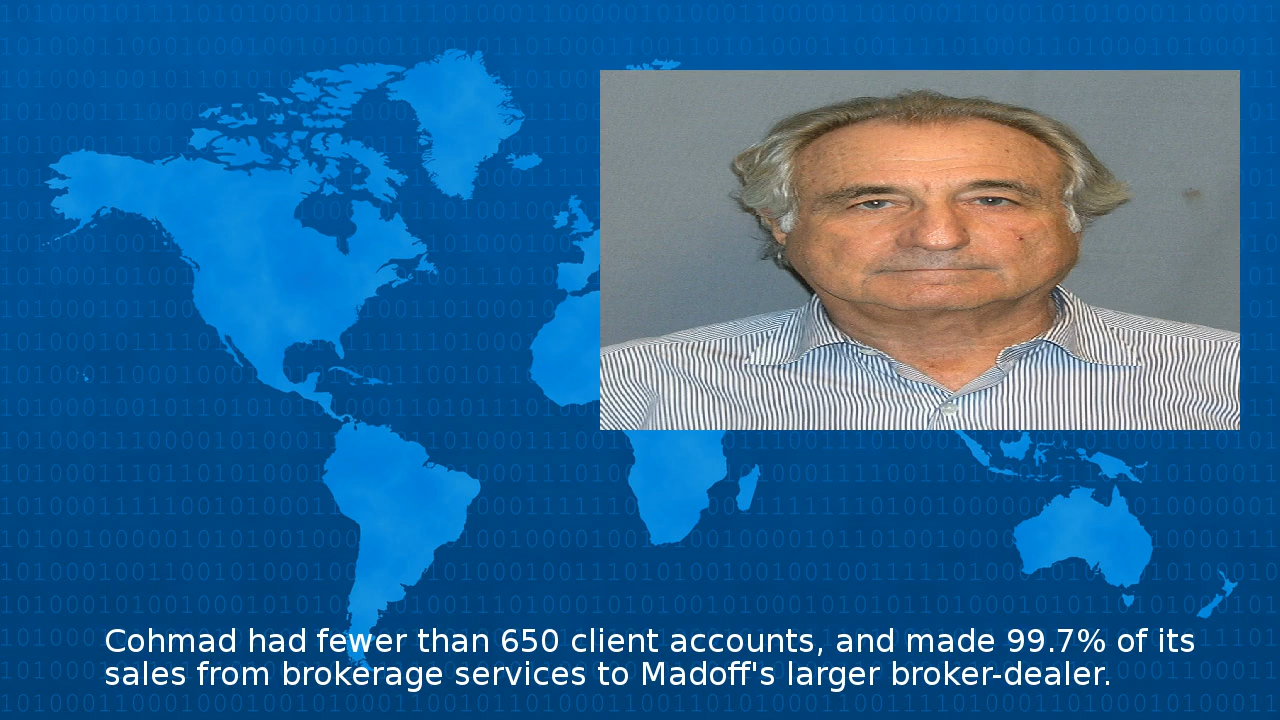 Cohmad had fewer than 650 client accounts, and made 99.7% of its
sales from brokerage services to Madoff's larger broker-dealer.